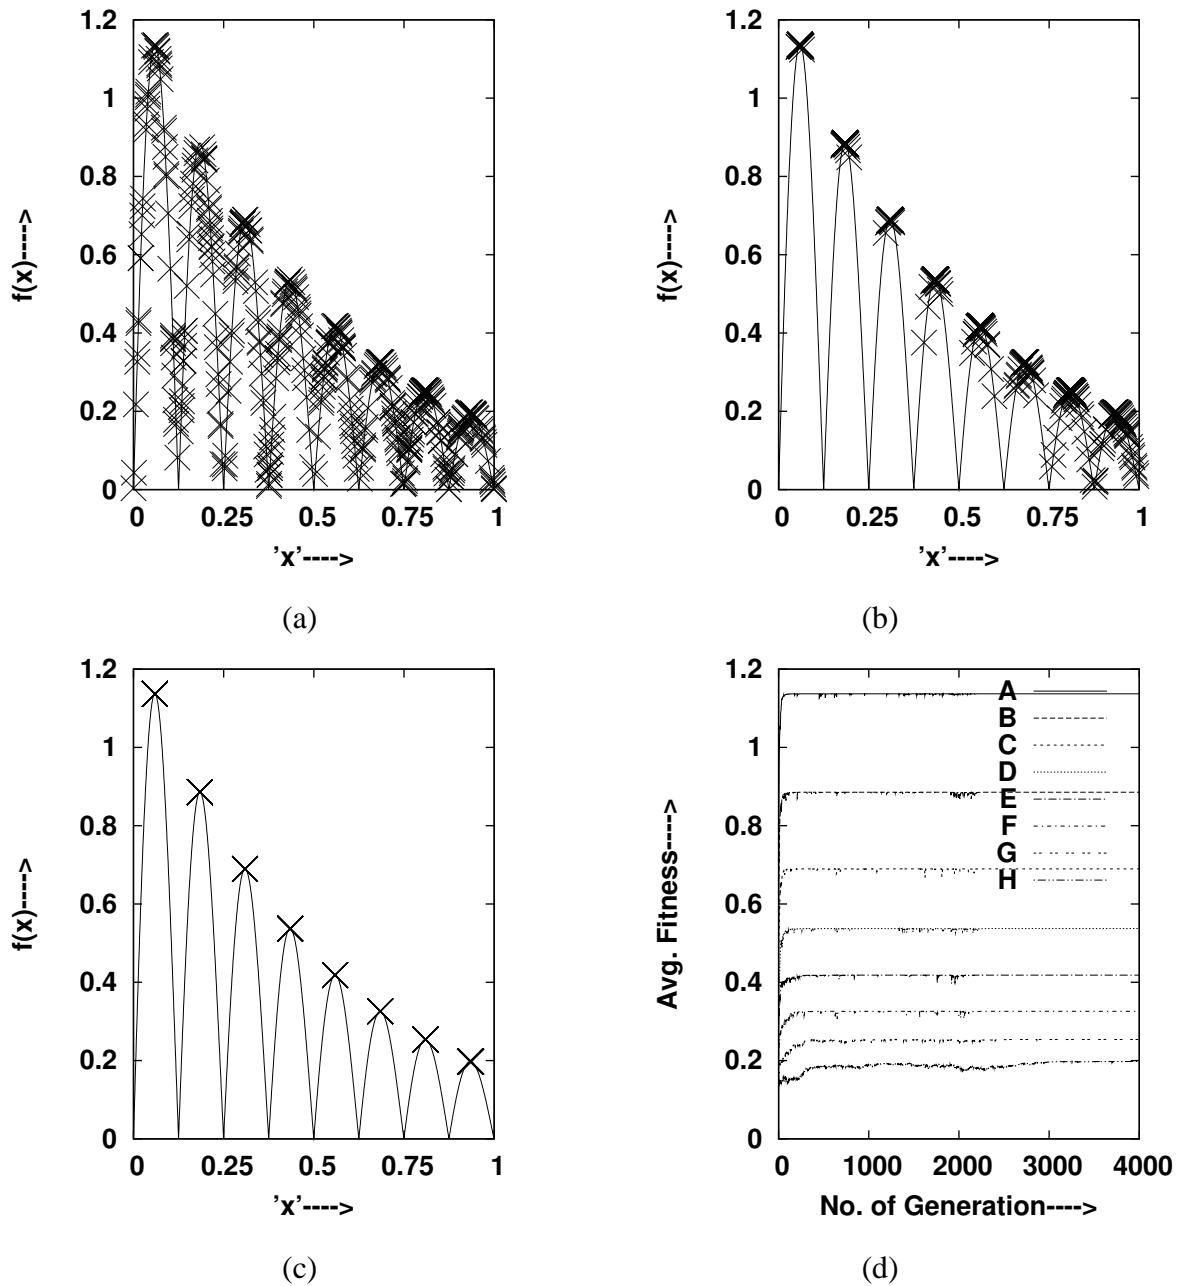 1.2
1
0.8
0.6
0.4
0.2
0
0 0.25 0.5 0.75 1
f(x)---->
'x'---->
(a)
1.2
1
0.8
0.6
0.4
0.2
0
0 0.25 0.5 0.75 1
f(x)---->
'x'---->
(b)
1.2
1
0.8
0.6
0.4
0.2
0
0 0.25 0.5 0.75 1
f(x)---->
'x'---->
(c)
1.2
1
0.8
0.6
0.4
0.2
0
0 1000 2000 3000 4000
Avg. Fitness---->
No. of Generation---->
A
B
C
D
E
F
G
H
(d)